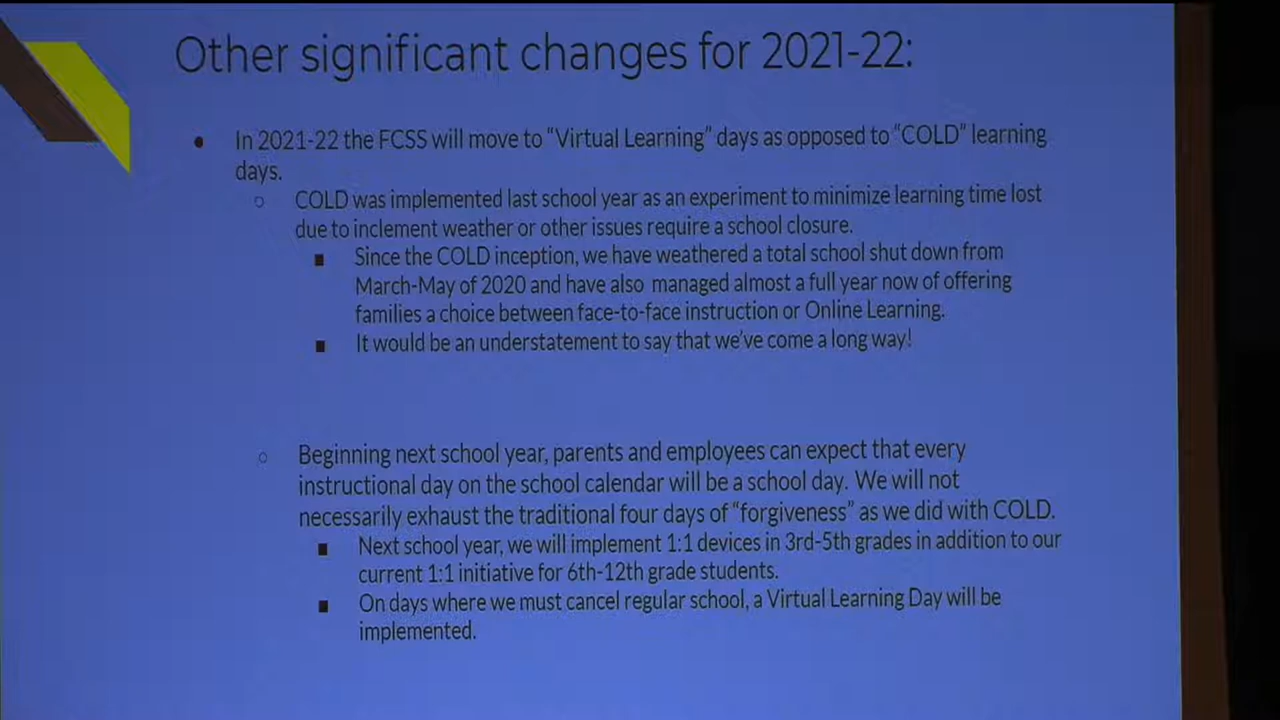 Other significant changes for 2021-22:
● In 2021-22 the FCSS will move to “Virtual Learning” days as opposed to “COLD” learning
days.
○ COLD was implemented last school year as an experiment to minimize learning time lost
due to inclement weather or other issues require a school closure.
■ Since the COLD inception, we have weathered a total school shut down from
March-May of 2020 and have also managed almost a full year now of offering
families a choice between face-to-face instruction or Online Learning.
■ It would be an understatement to say that we’ve come a long way!
○ Beginning next school year, parents and employees can expect that every
instructional day on the school calendar will be a school day. We will not
necessarily exhaust the traditional four days of “forgiveness” as we did with COLD.
■ Next school year, we will implement 1:1 devices in 3rd-5th grades in addition to our
current 1:1 initiative for 6th-12th grade students.
■ On days where we must cancel regular school, a Virtual Learning Day will be
implemented.